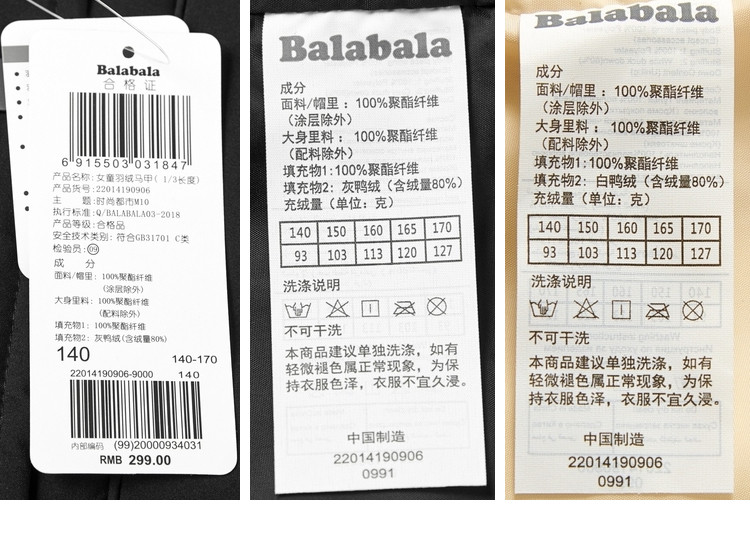 Balabala
合格证
6 915503 031847
产品名称:女童羽绒马甲( 1/3长度)
产品货号:22014190906
主 题:时尚都市M10
执行标准:Q/BALABALA03-2018
产品等级:合格品
安全技术类别: 符合GB31701 C类
检验员:09
成 分
面料/帽里: 100%聚酯纤维
(涂层除外)
大身里料: 100%聚酯纤维
(配料除外)
填充物1: 100%聚酯纤维
填充物2: 灰鸭绒(含绒量80%)
140 140-170
22014190906-9000 140
内部编码 (99)20000934031
RMB 299.00
Balabala
成分
面料/帽里：100%聚酯纤维
（涂层除外）
大身里料：100%聚酯纤维
（配料除外）
填充物1:100%聚酯纤维
填充物2: 灰鸭绒（含绒量80%）
充绒量（单位: 克）
140 150 160 165 170
93 103 113 120 127
洗涤说明
不可干洗
本商品建议单独洗涤，如有
轻微褪色属正常现象，为保
持衣服色泽，衣服不宜久浸。
中国制造
22014190906
0991
Balabala
成分
面料/帽里：100%聚酯纤维
（涂层除外）
大身里料：100%聚酯纤维
（配料除外）
填充物1:100%聚酯纤维
填充物2: 白鸭绒（含绒量80%）
充绒量（单位: 克）
140 150 160 165 170
93 103 113 120 127
洗涤说明
不可干洗
本商品建议单独洗涤，如有
轻微褪色属正常现象，为保
持衣服色泽，衣服不宜久浸。
中国制造
22014190906
0991